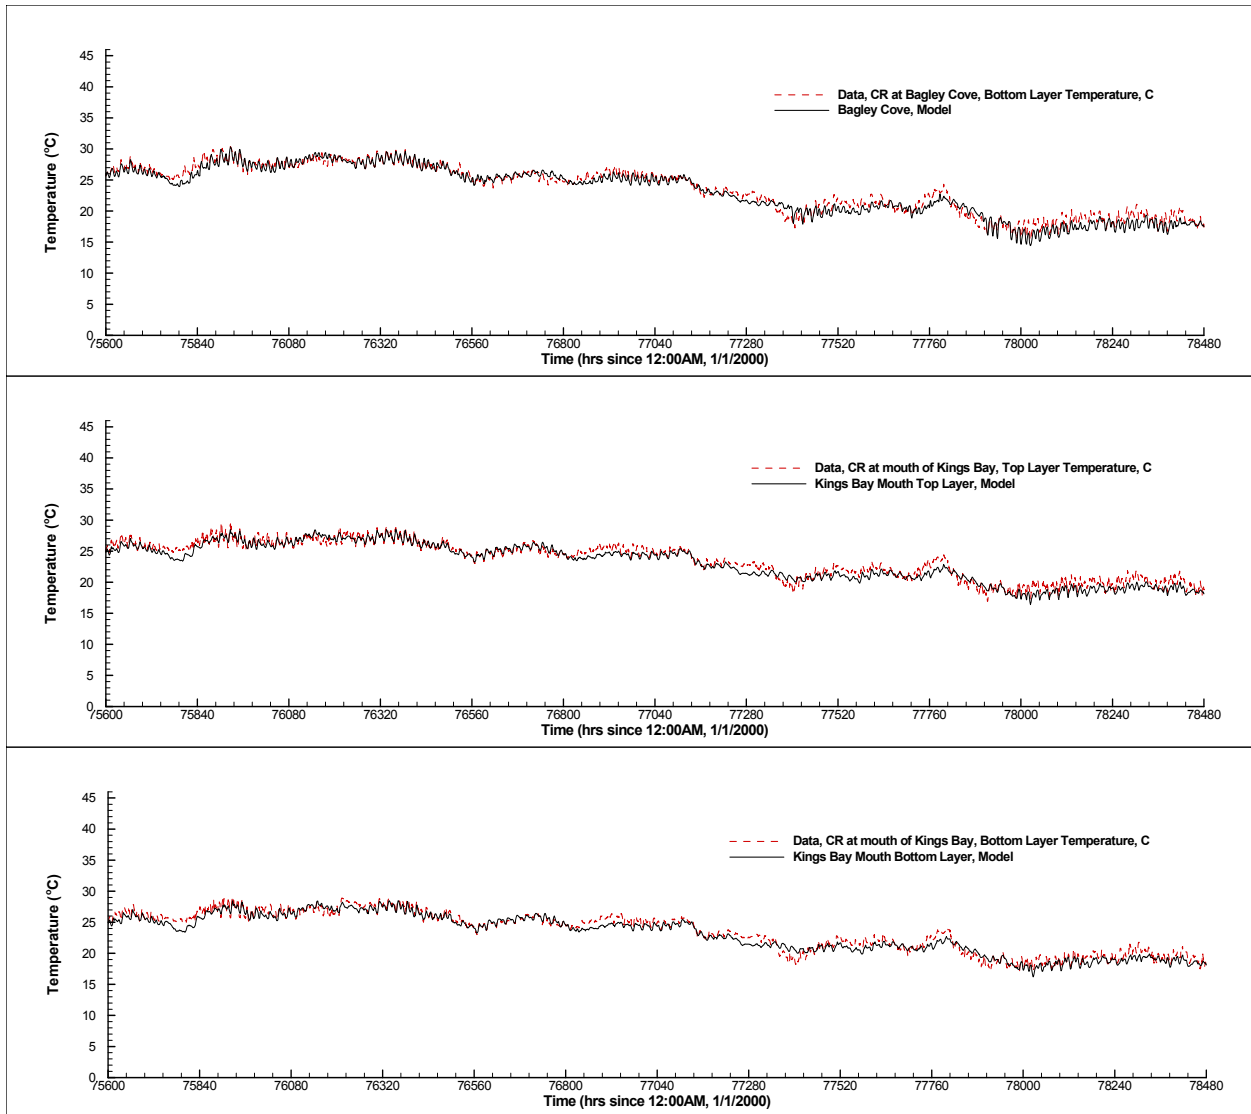 45
40
35
30
25
20
15
10
5
0
Temperature (°C)
Data, CR at Bagley Cove, Bottom Layer Temperature, C
Bagley Cove, Model
75600 75840 76080 76320 76560 76800 77040 77280 77520 77760 78000 78240 78480
Time (hrs since 12:00AM, 1/1/2000)
45
40
35
30
25
20
15
10
5
0
Temperature (°C)
Data, CR at mouth of Kings Bay, Top Layer Temperature, C
Kings Bay Mouth Top Layer, Model
75600 75840 76080 76320 76560 76800 77040 77280 77520 77760 78000 78240 78480
Time (hrs since 12:00AM, 1/1/2000)
45
40
35
30
25
20
15
10
5
0
Temperature (°C)
Data, CR at mouth of Kings Bay, Bottom Layer Temperature, C
Kings Bay Mouth Bottom Layer, Model
75600 75840 76080 76320 76560 76800 77040 77280 77520 77760 78000 78240 78480
Time (hrs since 12:00AM, 1/1/2000)